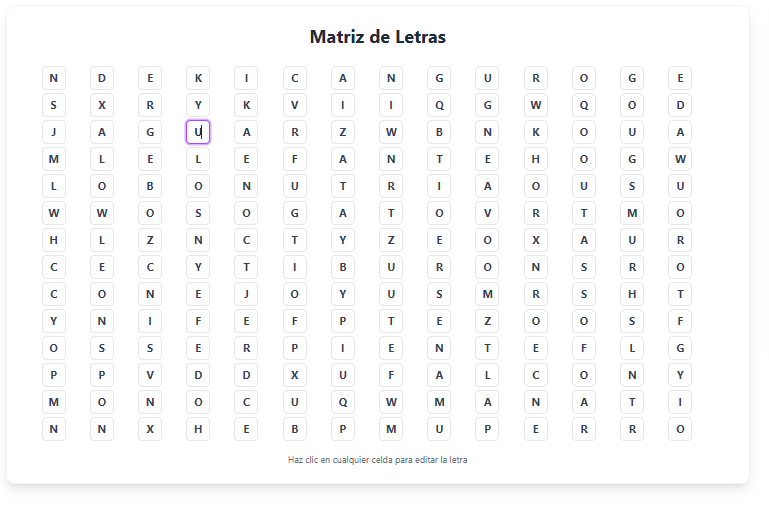 Matriz de Letras
N D E K I C A N G U R O G E
S X R Y K V I I Q G W Q O D
J A G U A R Z W B N K O U A
M L E L E F A N T E H O G W
L O B O N U T R I A O U S U
W W O S O G A T O V R T M O
H L Z N C T Y Z E O X A U R
C E C Y T I B U R O N S R O
C O N E J O Y U S M R S H T
Y N I F E F P T E Z O O S F
O S S E R P I E N T E F L G
P P V D D X U F A L C O N Y
M O N O C U Q W M A N A T I
N N X H E B P M U P E R R O
Haz clic en cualquier celda para editar la letra